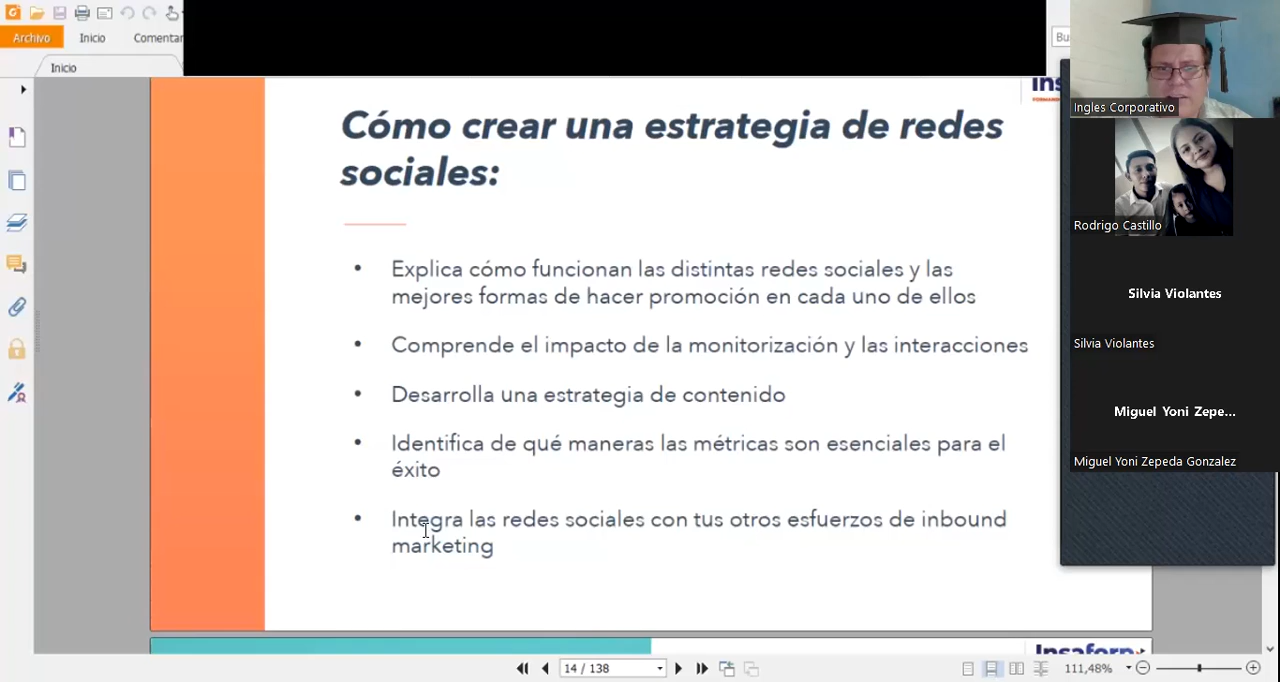 Archivo
Inicio
Comentar
Bu
Inicio
Ins
Cómo crear una estrategia de redes
sociales:
• Explica cómo funcionan las distintas redes sociales y las
mejores formas de hacer promoción en cada uno de ellos
• Comprende el impacto de la monitorización y las interacciones
• Desarrolla una estrategia de contenido
• Identifica de qué maneras las métricas son esenciales para el
éxito
• Integra las redes sociales con tus otros esfuerzos de inbound
marketing
Insaforp
14 / 138
111,48%
Ingles Corporativo
Rodrigo Castillo
Silvia Violantes
Silvia Violantes
Miguel Yoni Zepe...
Miguel Yoni Zepeda Gonzalez